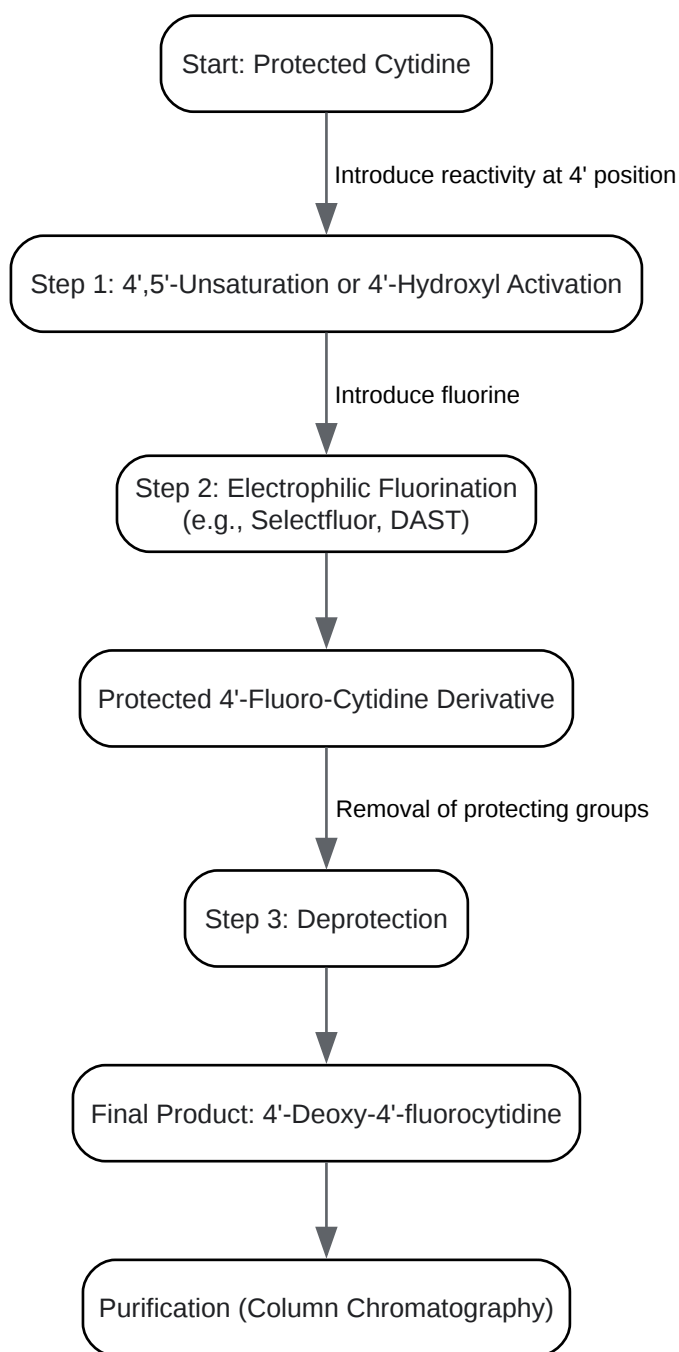 Start: Protected Cytidine
Introduce reactivity at 4' position
Step 1: 4',5'-Unsaturation or 4'-Hydroxyl Activation
Introduce fluorine
Step 2: Electrophilic Fluorination
(e.g., Selectfluor, DAST)
Protected 4'-Fluoro-Cytidine Derivative
Removal of protecting groups
Step 3: Deprotection
Final Product: 4'-Deoxy-4'-fluorocytidine
Purification (Column Chromatography)